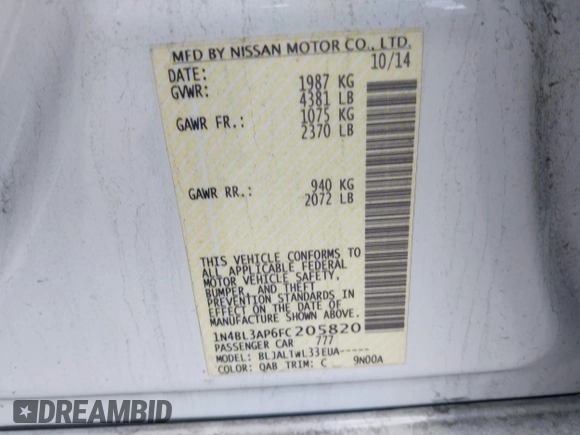 MFD BY NISSAN MOTOR CO., LTD.
DATE: 10/14
GVWR: 1987 KG
4381 LB
GAWR FR.: 1075 KG
2370 LB
GAWR RR.: 940 KG
2072 LB
THIS VEHICLE CONFORMS TO
ALL APPLICABLE FEDERAL
MOTOR VEHICLE SAFETY,
BUMPER, AND THEFT
PREVENTION STANDARDS IN
EFFECT ON THE DATE OF
MANUFACTURE SHOWN ABOVE.
1N4BL3AP6FC205820
PASSENGER CAR 777
MODEL: BLJALTWL33EUA-----
COLOR: QAB TRIM: C 9N00A
DREAMBID